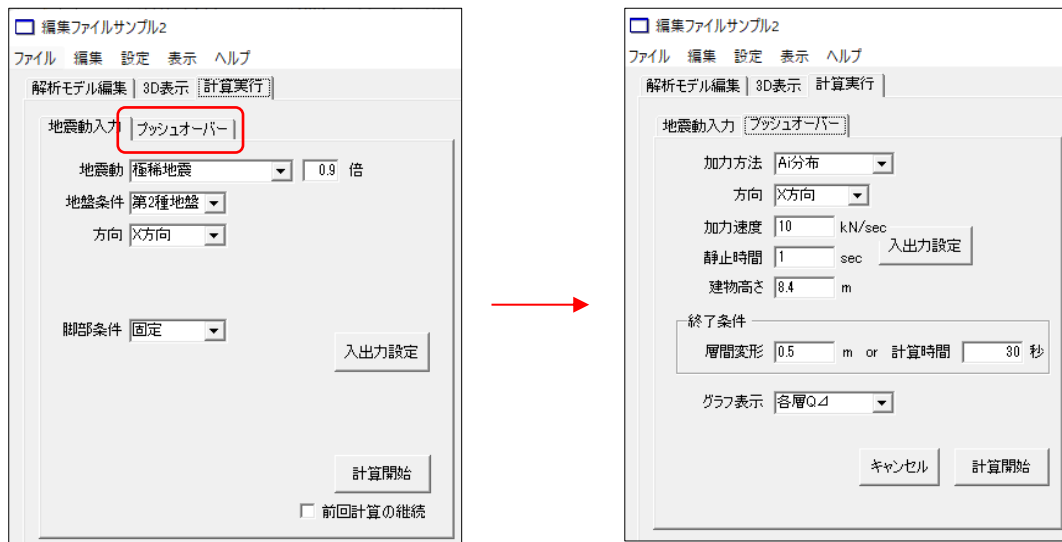 編集ファイルサンプル2
ファイル 編集 設定 表示 ヘルプ
解析モデル編集 3D表示 計算実行
地震動入力 プッシュオーバー
地震動 極稀地震 0.9 倍
地盤条件 第2種地盤
方向 X方向
脚部条件 固定
入出力設定
計算開始
前回計算の継続
編集ファイルサンプル2
ファイル 編集 設定 表示 ヘルプ
解析モデル編集 3D表示 計算実行
地震動入力 プッシュオーバー
加力方法 Ai分布
方向 X方向
加力速度 10 kN/sec
入出力設定
静止時間 1 sec
建物高さ 8.4 m
終了条件
層間変形 0.5 m or 計算時間 30 秒
グラフ表示 各層Q⊿
キャンセル 計算開始